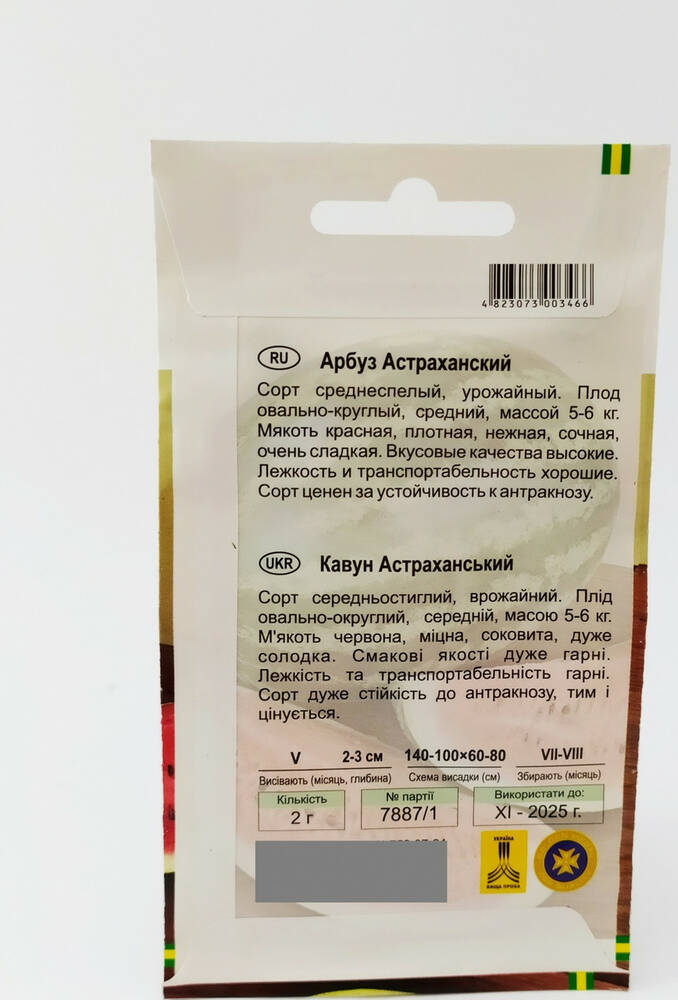 4 823073 003466
RU Арбуз Астраханский
Сорт среднеспелый, урожайный. Плод
овально-круглый, средний, массой 5-6 кг.
Мякоть красная, плотная, нежная, сочная,
очень сладкая. Вкусовые качества высокие.
Лежкость и транспортабельность хорошие.
Сорт ценен за устойчивость к антракнозу.
UKR Кавун Астраханський
Сорт середньостиглий, врожайний. Плід
овально-округлий, середній, масою 5-6 кг.
М'якоть червона, міцна, соковита, дуже
солодка. Смакові якості дуже гарні.
Лежкість та транспортабельність гарні.
Сорт дуже стійкість до антракнозу, тим і
цінується.
V 2-3 см 140-100×60-80 VII-VIII
Висівають (місяць, глибина) Схема висадки (см) Збирають (місяць)
Кількість № партії Використати до:
2 г 7887/1 XI - 2025 г.
УКРАЇНА
ВИЩА ПРОБА